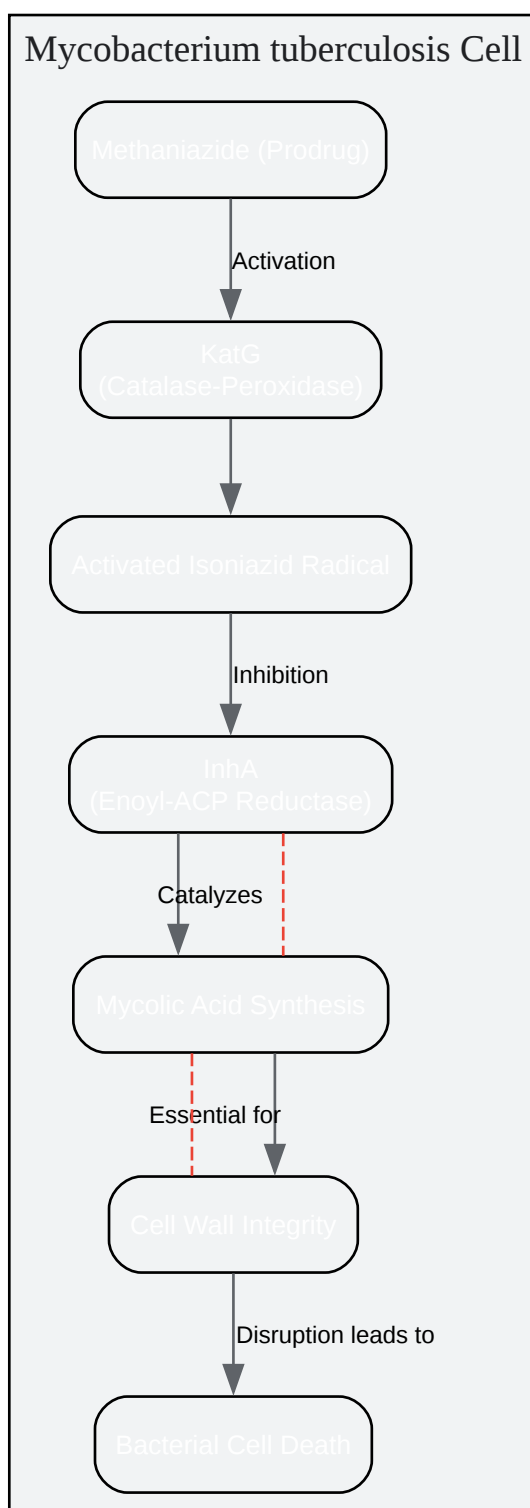 Mycobacterium tuberculosis Cell
Methaniazide (Prodrug)
Activation
KatG
(Catalase-Peroxidase)
Activated Isoniazid Radical
Inhibition
InhA
(Enoyl-ACP Reductase)
Catalyzes
Mycolic Acid Synthesis
Essential for
Cell Wall Integrity
Disruption leads to
Bacterial Cell Death